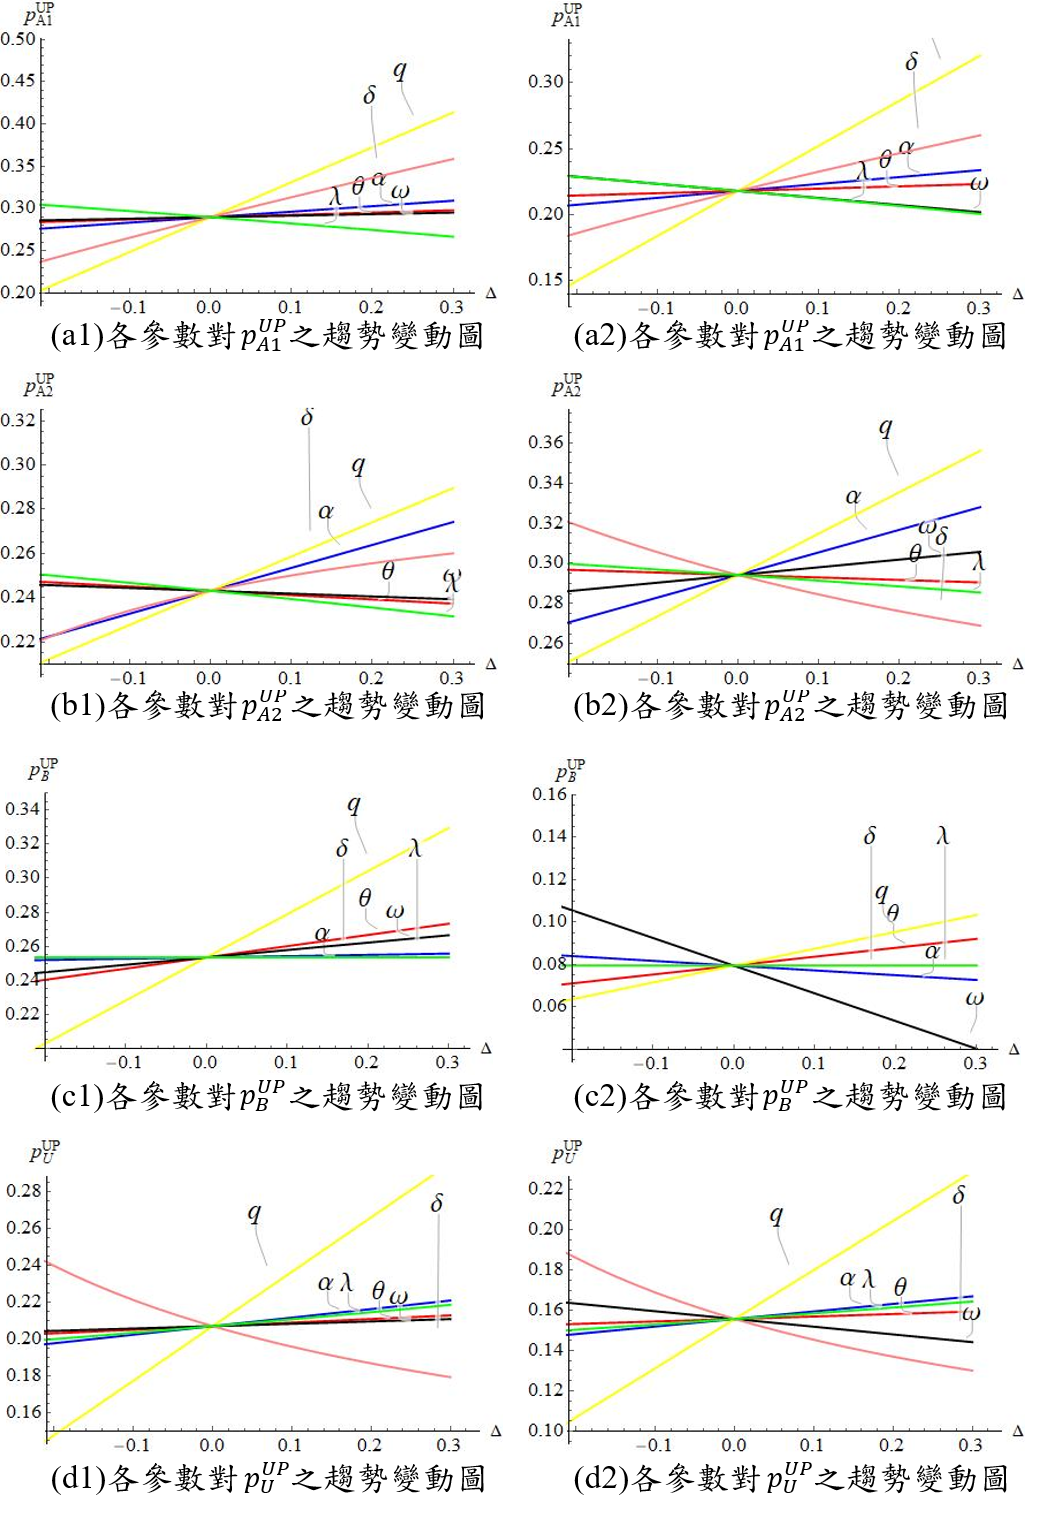 p_A1^UP p_A1^UP
0.50 0.45 0.40 0.35 0.30 0.25 0.20
q δ λ θ α ω
−0.1 0.0 0.1 0.2 0.3 Δ
0.30 0.25 0.20 0.15
δ λ θ α ω
−0.1 0.0 0.1 0.2 0.3 Δ
(a1)各參數對p_A1^UP之趨勢變動圖 (a2)各參數對p_A1^UP之趨勢變動圖
p_A2^UP p_A2^UP
0.32 0.30 0.28 0.26 0.24 0.22
δ q α θ ω λ
−0.1 0.0 0.1 0.2 0.3 Δ
0.36 0.34 0.32 0.30 0.28 0.26
q α ω δ θ λ
−0.1 0.0 0.1 0.2 0.3 Δ
(b1)各參數對p_A2^UP之趨勢變動圖 (b2)各參數對p_A2^UP之趨勢變動圖
p_B^UP p_B^UP
0.34 0.32 0.30 0.28 0.26 0.24 0.22
q δ λ θ ω α
−0.1 0.0 0.1 0.2 0.3 Δ
0.16 0.14 0.12 0.10 0.08 0.06
δ λ q θ α ω
−0.1 0.0 0.1 0.2 0.3 Δ
(c1)各參數對p_B^UP之趨勢變動圖 (c2)各參數對p_B^UP之趨勢變動圖
p_U^UP p_U^UP
0.28 0.26 0.24 0.22 0.20 0.18 0.16
q δ α λ θ ω
−0.1 0.0 0.1 0.2 0.3 Δ
0.22 0.20 0.18 0.16 0.14 0.12 0.10
q δ α λ θ ω
−0.1 0.0 0.1 0.2 0.3 Δ
(d1)各參數對p_U^UP之趨勢變動圖 (d2)各參數對p_U^UP之趨勢變動圖